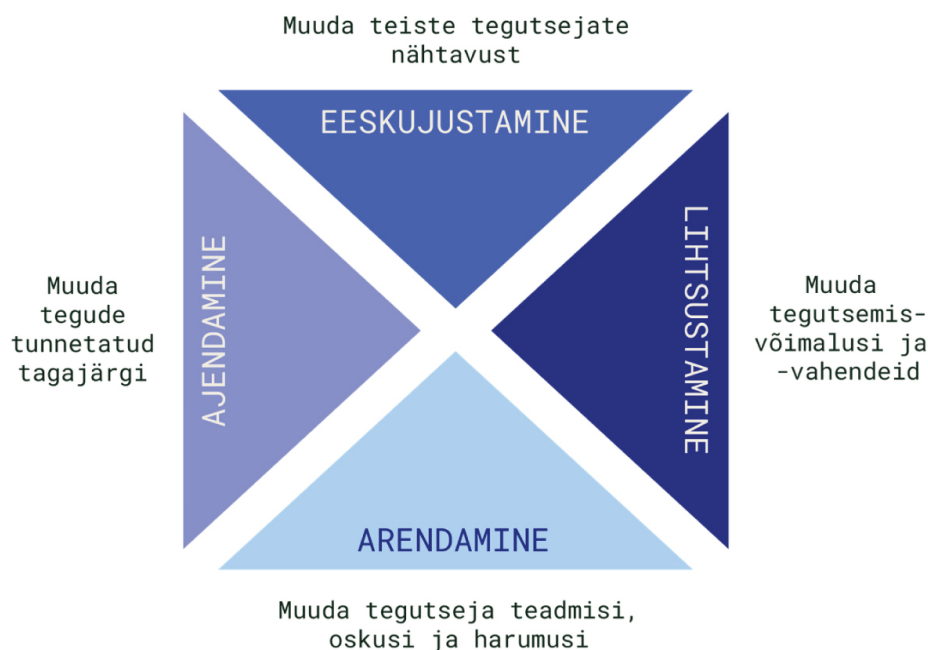 Muuda teiste tegutsejate
nähtavust
EESKUJUSTAMINE
AJENDAMINE
Muuda
tegude
tunnetatud
tagajärgi
LIHTSUSTAMINE
Muuda
tegutsemis-
võimalusi ja
-vahendeid
ARENDAMINE
Muuda tegutseja teadmisi,
oskusi ja harumusi